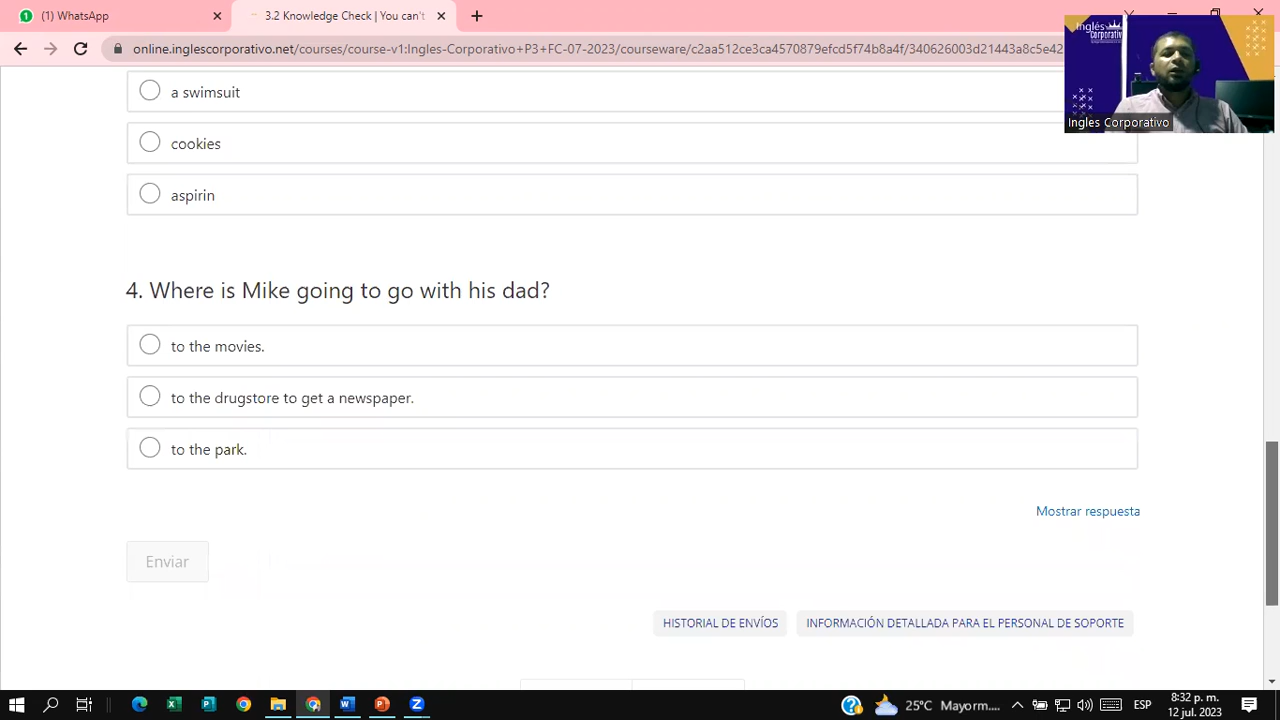 (1) WhatsApp
3.2 Knowledge Check | You can't
online.inglescorporativo.net/courses/course-v1:Ingles-Corporativo+P3+FC-07-2023/courseware/c2aa512ce3ca4570879efcd5f74b8a4f/340626003d21443a8c5e42
Inglés
corporativo
Ingles Corporativo
a swimsuit
cookies
aspirin
4. Where is Mike going to go with his dad?
to the movies.
to the drugstore to get a newspaper.
to the park.
Mostrar respuesta
Enviar
HISTORIAL DE ENVÍOS
INFORMACIÓN DETALLADA PARA EL PERSONAL DE SOPORTE
25°C Mayorm....
ESP
8:32 p. m.
12 jul. 2023